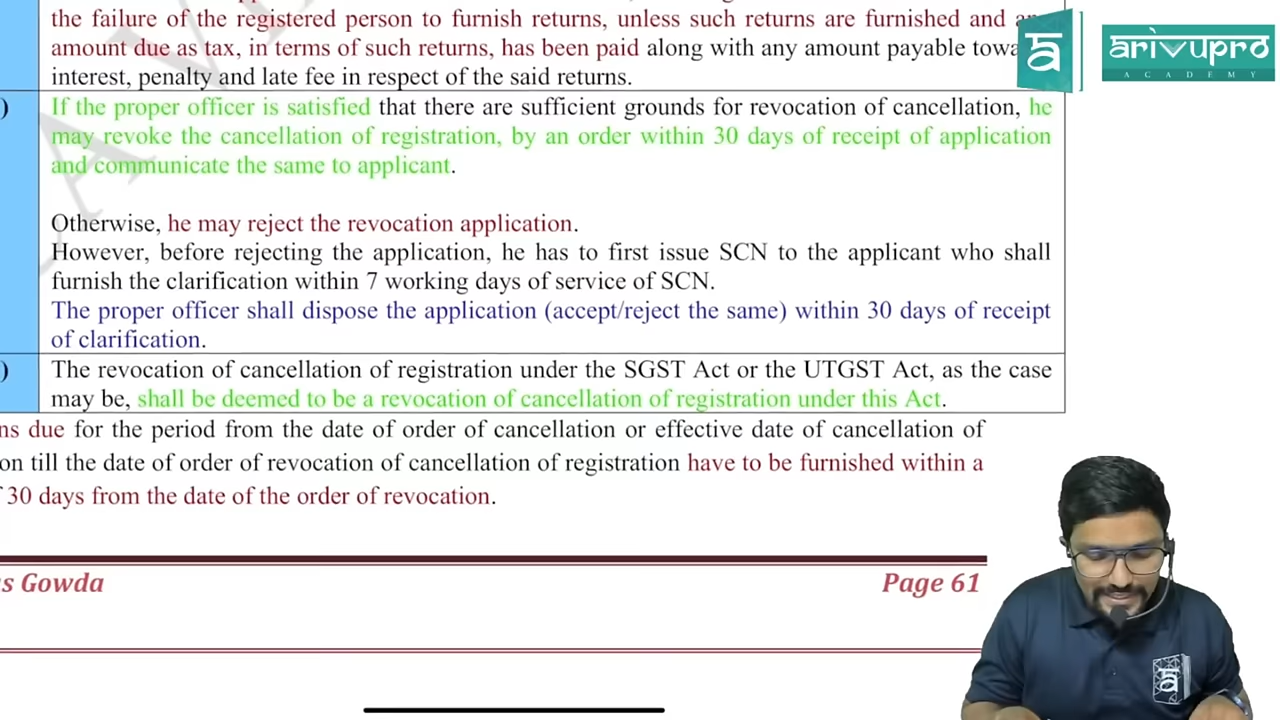 the failure of the registered person to furnish returns, unless such returns are furnished and any
amount due as tax, in terms of such returns, has been paid along with any amount payable towa
interest, penalty and late fee in respect of the said returns.
) If the proper officer is satisfied that there are sufficient grounds for revocation of cancellation, he
may revoke the cancellation of registration, by an order within 30 days of receipt of application
and communicate the same to applicant.
Otherwise, he may reject the revocation application.
However, before rejecting the application, he has to first issue SCN to the applicant who shall
furnish the clarification within 7 working days of service of SCN.
The proper officer shall dispose the application (accept/reject the same) within 30 days of receipt
of clarification.
) The revocation of cancellation of registration under the SGST Act or the UTGST Act, as the case
may be, shall be deemed to be a revocation of cancellation of registration under this Act.
ns due for the period from the date of order of cancellation or effective date of cancellation of
on till the date of order of revocation of cancellation of registration have to be furnished within a
30 days from the date of the order of revocation.
s Gowda
Page 61
arivupro
ACADEMY